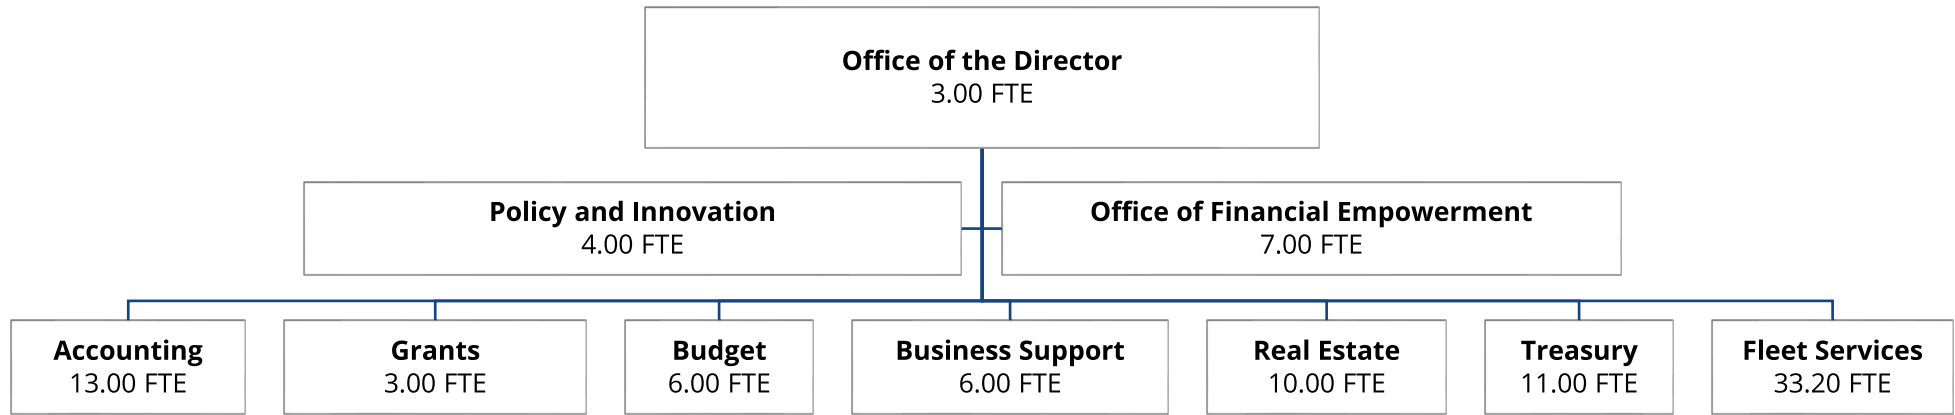 Office of the Director
3.00 FTE
Policy and Innovation
4.00 FTE
Office of Financial Empowerment
7.00 FTE
Accounting
13.00 FTE
Grants
3.00 FTE
Budget
6.00 FTE
Business Support
6.00 FTE
Real Estate
10.00 FTE
Treasury
11.00 FTE
Fleet Services
33.20 FTE